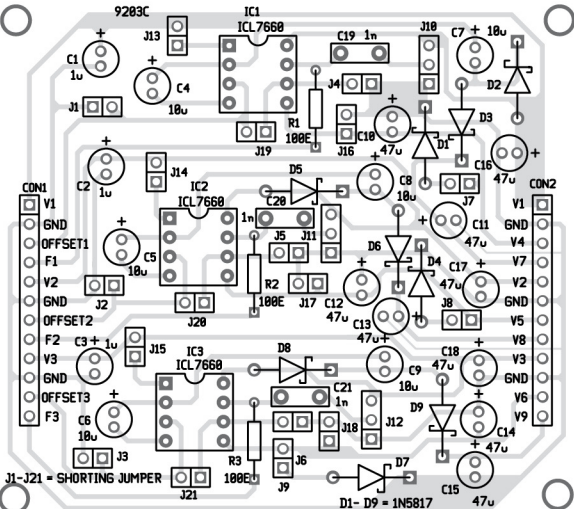 9203C
IC1
ICL7660
J13
C19 1n
J10
C7
10u
C1
1u
C4
10u
J4
D2
J1
R1
100E
J19
J16
C10
47u
D1
D3
C16
47u
C2
1u
J14
IC2
ICL7660
D5
C20
1n
C8
10u
J7
CON1
CON2
V1
GND
OFFSET1
F1
V2
GND
OFFSET2
F2
V3
GND
OFFSET3
F3
V1
GND
V4
V7
V2
GND
V5
V8
V3
GND
V6
V9
C5
10u
J5
J11
C11
47u
D6
D4
C17
47u
J2
J20
R2
100E
J17
C12
47u
C13
47u
J8
C3
1u
J15
IC3
ICL7660
D8
C21
1n
C9
10u
C18
47u
C6
10u
J18
J12
D9
C14
47u
J3
J21
R3
100E
J6
J9
D7
C15
47u
J1-J21 = SHORTING JUMPER
D1- D9 = 1N5817